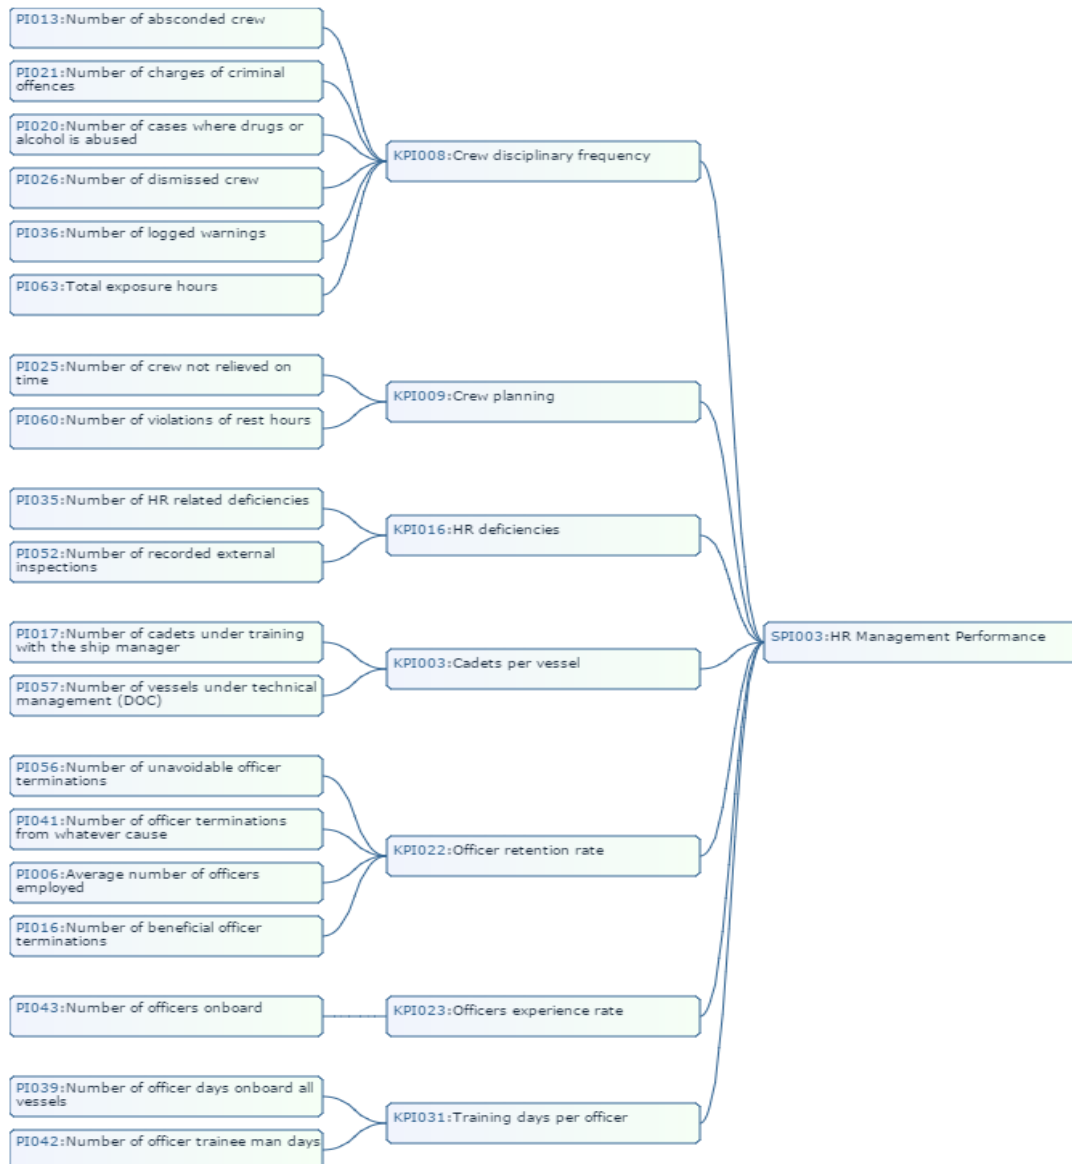 PI013:Number of absconded crew
PI021:Number of charges of criminal
offences
PI020:Number of cases where drugs or
alcohol is abused
PI026:Number of dismissed crew
PI036:Number of logged warnings
PI063:Total exposure hours
KPI008:Crew disciplinary frequency
PI025:Number of crew not relieved on
time
PI060:Number of violations of rest hours
KPI009:Crew planning
PI035:Number of HR related deficiencies
PI052:Number of recorded external
inspections
KPI016:HR deficiencies
PI017:Number of cadets under training
with the ship manager
PI057:Number of vessels under technical
management (DOC)
KPI003:Cadets per vessel
SPI003:HR Management Performance
PI056:Number of unavoidable officer
terminations
PI041:Number of officer terminations
from whatever cause
PI006:Average number of officers
employed
PI016:Number of beneficial officer
terminations
KPI022:Officer retention rate
PI043:Number of officers onboard
KPI023:Officers experience rate
PI039:Number of officer days onboard all
vessels
PI042:Number of officer trainee man days
KPI031:Training days per officer